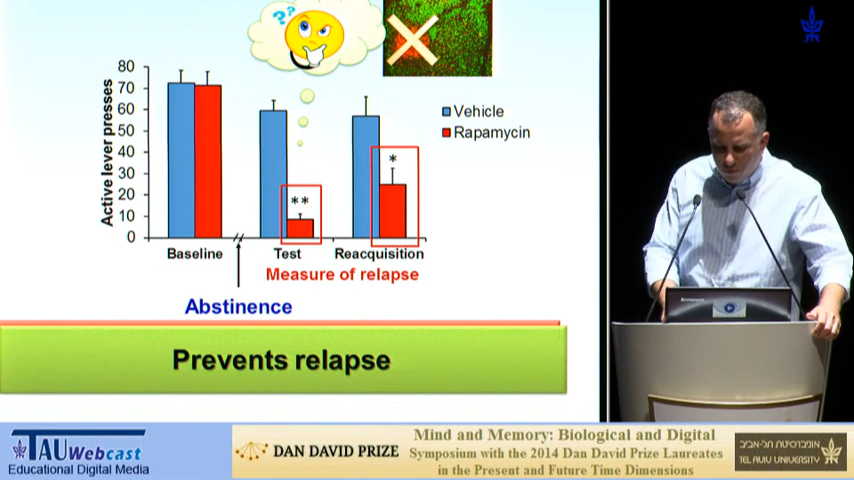 ??
80
70
60
50
40
30
20
10
0
Active lever presses
Vehicle
Rapamycin
**
*
Baseline
Test
Reacquisition
Measure of relapse
Abstinence
Prevents relapse
TAU Webcast
Educational Digital Media
DAN DAVID PRIZE
Mind and Memory: Biological and Digital
Symposium with the 2014 Dan David Prize Laureates
in the Present and Future Time Dimensions
אוניברסיטת תל-אביב
TEL AVIV UNIVERSITY